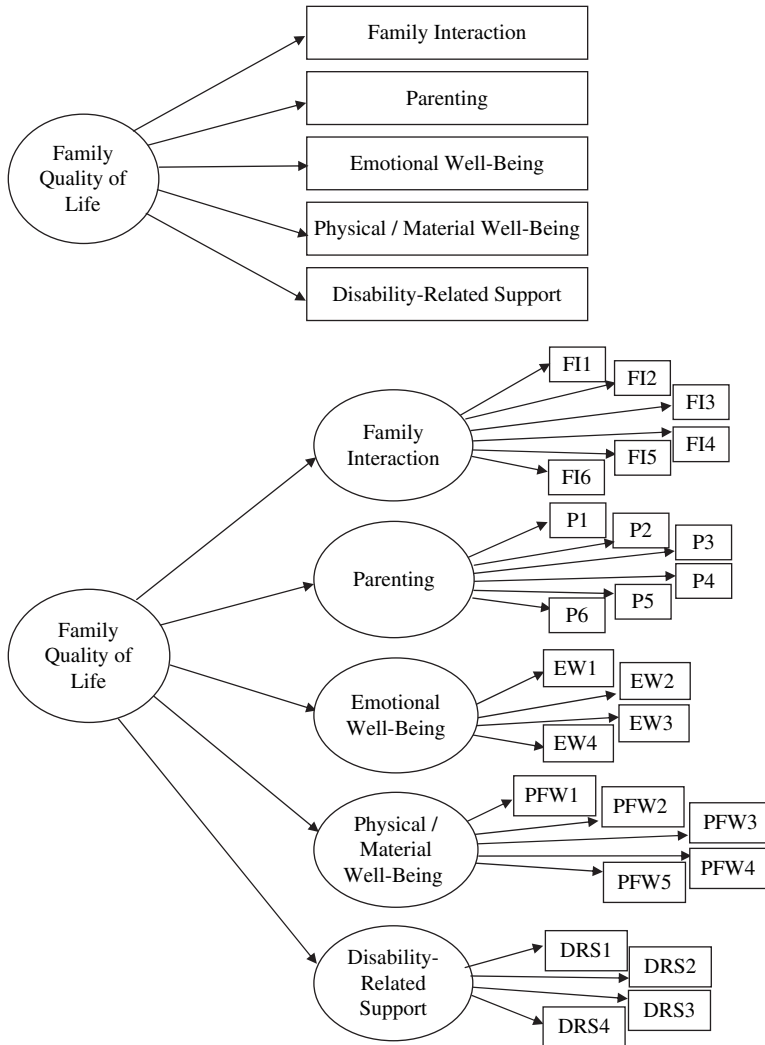 Family Interaction
Parenting
Family
Quality of
Life
Emotional Well-Being
Physical / Material Well-Being
Disability-Related Support
Family
Interaction
FI1
FI2
FI3
FI4
FI5
FI6
Parenting
P1
P2
P3
P4
P5
P6
Family
Quality of
Life
Emotional
Well-Being
EW1
EW2
EW3
EW4
Physical /
Material
Well-Being
PFW1
PFW2
PFW3
PFW4
PFW5
Disability-
Related
Support
DRS1
DRS2
DRS3
DRS4